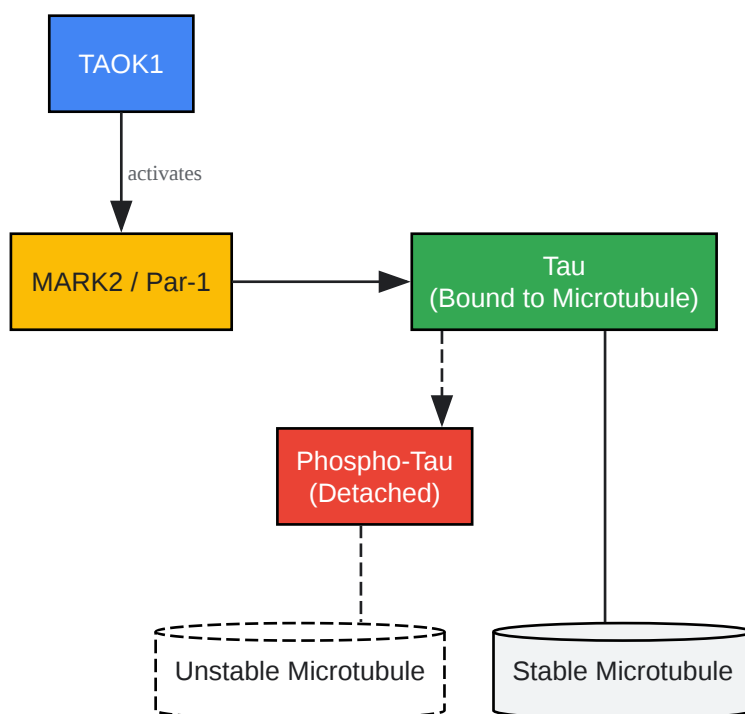 TAOK1
activates
MARK2 / Par-1
Tau
(Bound to Microtubule)
Phospho-Tau
(Detached)
Unstable Microtubule
Stable Microtubule